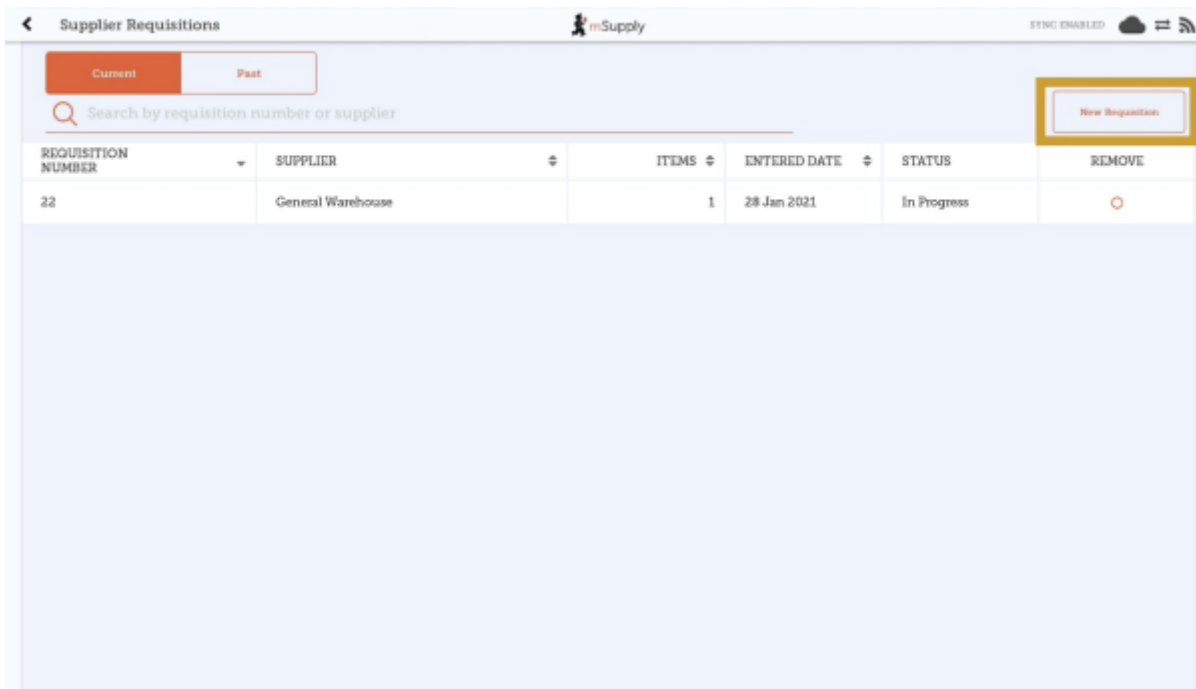 Supplier Requisitions
mSupply
SYNC ENABLED
Current
Past
Search by requisition number or supplier
New Requisition
REQUISITION
NUMBER
SUPPLIER
ITEMS
ENTERED DATE
STATUS
REMOVE
22
General Warehouse
1
28 Jan 2021
In Progress